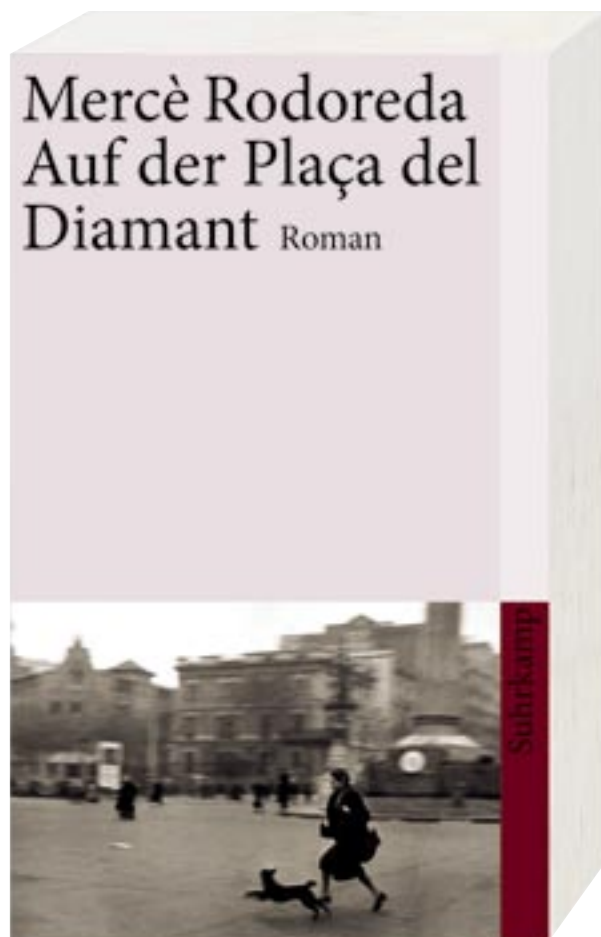 Mercè Rodoreda
Auf der Plaça del
Diamant Roman
Suhrkamp